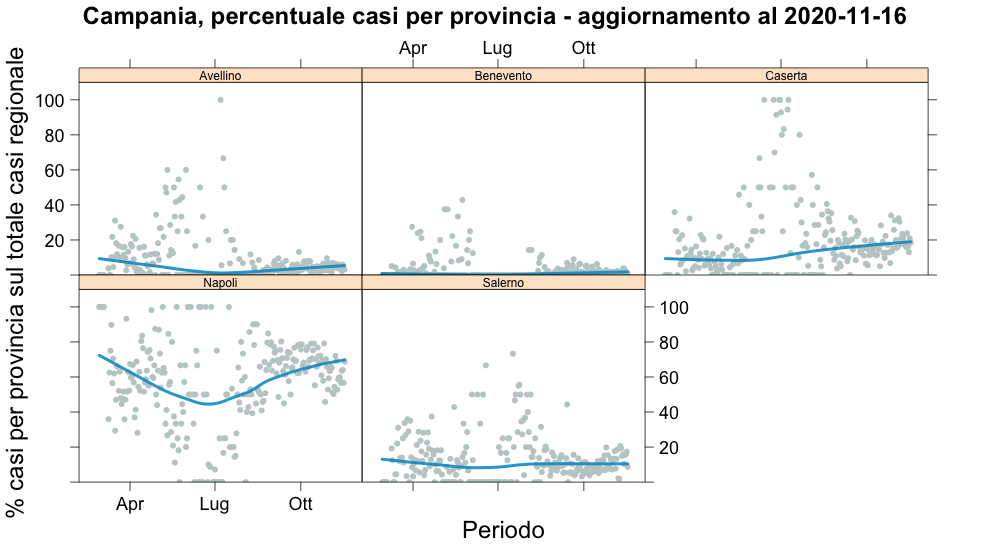 Campania, percentuale casi per provincia - aggiornamento al 2020-11-16
Apr Lug Ott
Avellino Benevento Caserta
100
80
60
40
20
% casi per provincia sul totale casi regionale
Napoli Salerno
100
80
60
40
20
Apr Lug Ott
Periodo